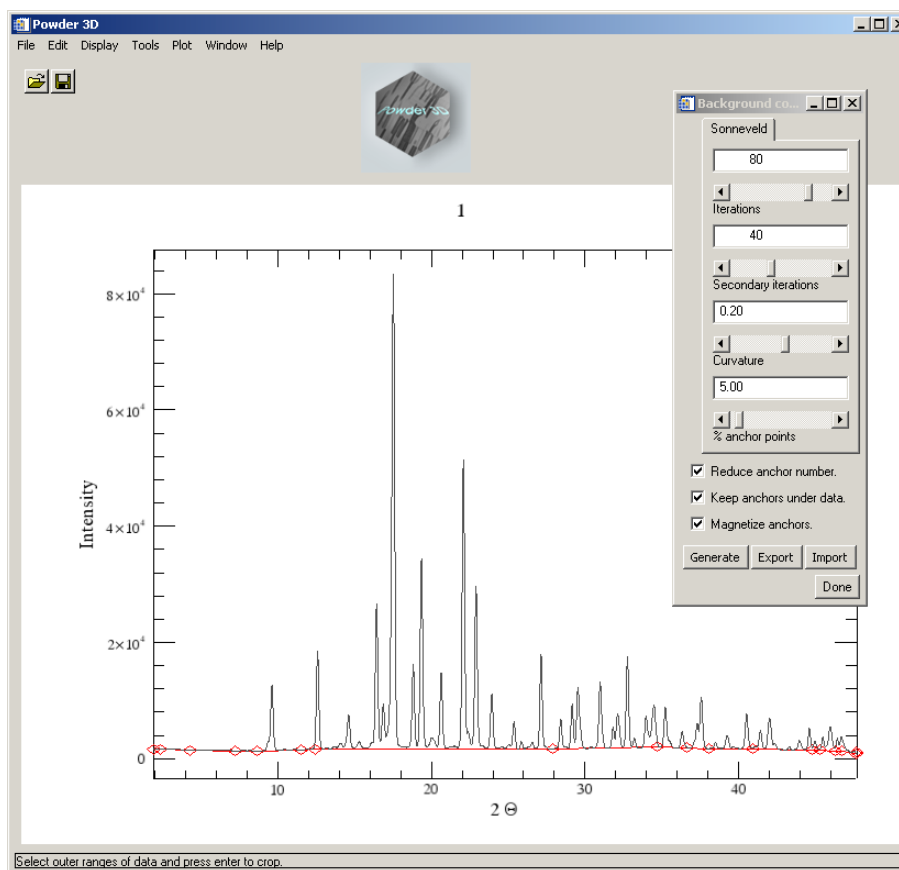 Powder 3D
File Edit Display Tools Plot Window Help
Powder 3D
Background co...
Sonneveld
80
Iterations
40
Secondary iterations
0.20
Curvature
5.00
% anchor points
Reduce anchor number.
Keep anchors under data.
Magnetize anchors.
Generate Export Import
Done
1
8×10⁴
6×10⁴
4×10⁴
2×10⁴
0
Intensity
10 20 30 40
2 Θ
Select outer ranges of data and press enter to crop.